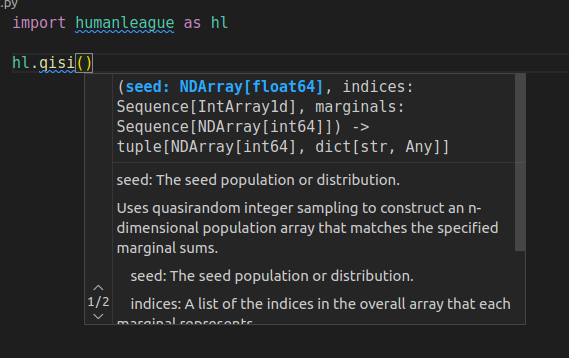 .py
import humanleague as hl
hl.qisi()
(seed: NDArray[float64], indices:
Sequence[IntArray1d], marginals:
Sequence[NDArray[int64]]) ->
tuple[NDArray[int64], dict[str, Any]]
seed: The seed population or distribution.
Uses quasirandom integer sampling to construct an n-
dimensional population array that matches the specified
marginal sums.
seed: The seed population or distribution.
1/2
indices: A list of the indices in the overall array that each
marginal represents